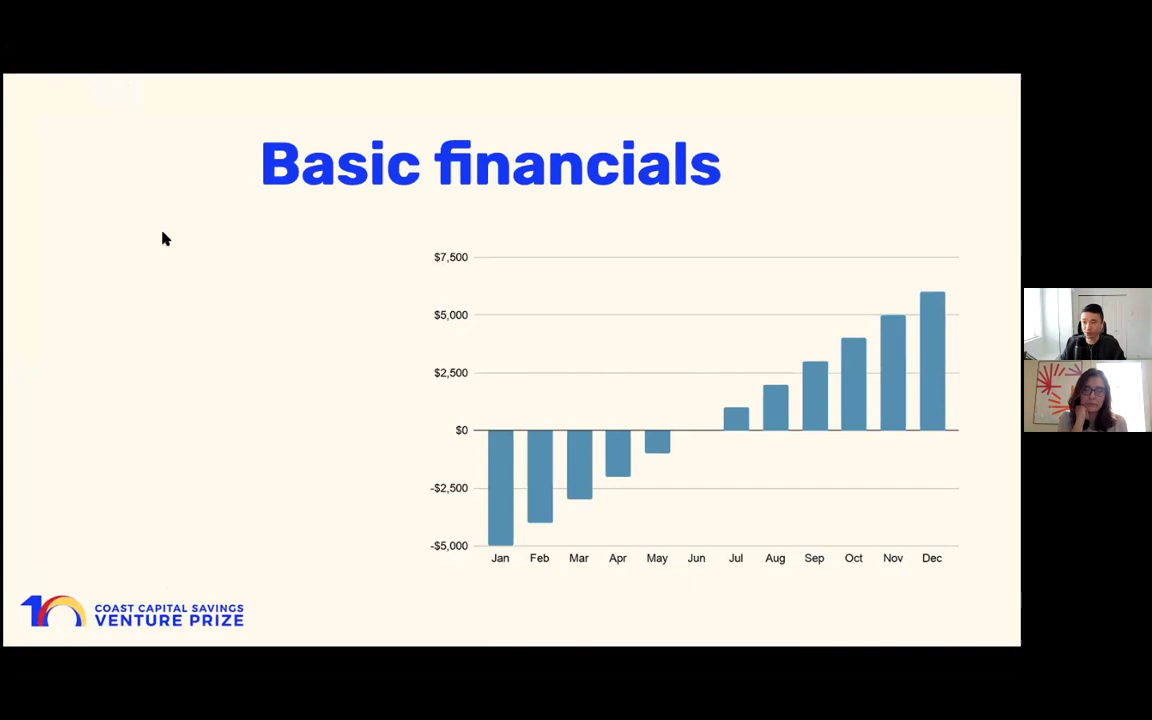 Basic financials
$7,500
$5,000
$2,500
$0
-$2,500
-$5,000
Jan Feb Mar Apr May Jun Jul Aug Sep Oct Nov Dec
10 COAST CAPITAL SAVINGS
VENTURE PRIZE